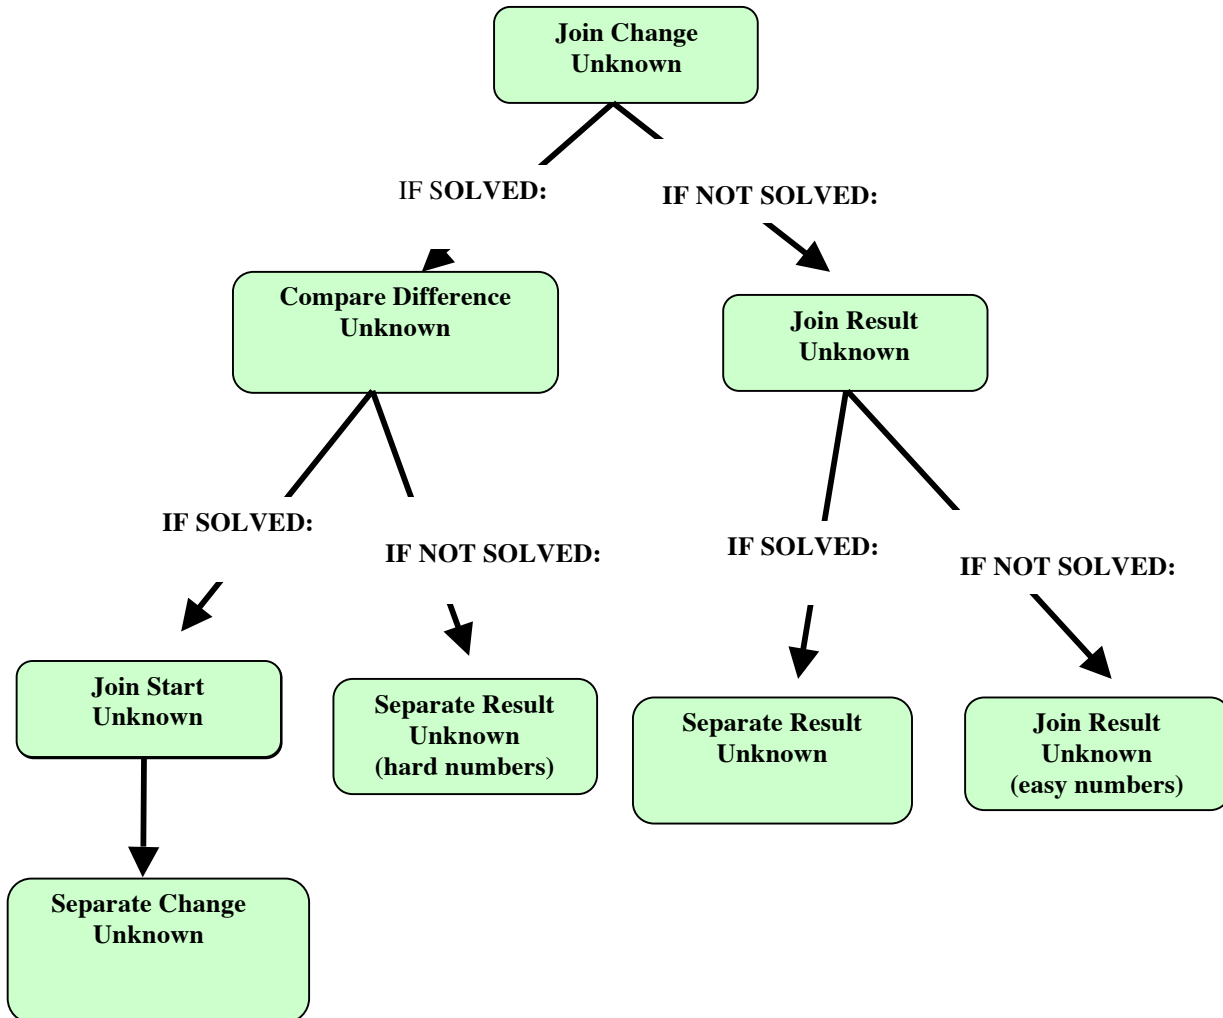 Join Change
Unknown
IF SOLVED:
IF NOT SOLVED:
Compare Difference
Unknown
Join Result
Unknown
IF SOLVED:
IF NOT SOLVED:
IF SOLVED:
IF NOT SOLVED:
Join Start
Unknown
Separate Result
Unknown
(hard numbers)
Separate Result
Unknown
Join Result
Unknown
(easy numbers)
Separate Change
Unknown